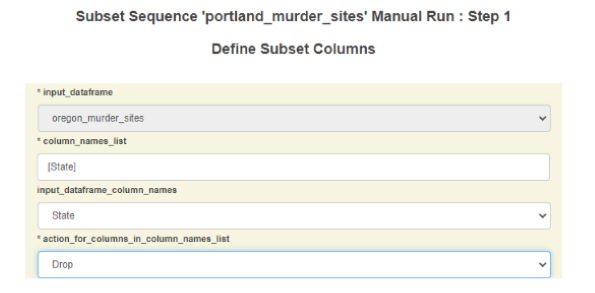 Subset Sequence 'portland_murder_sites' Manual Run : Step 1
Define Subset Columns
* input_dataframe
oregon_murder_sites
* column_names_list
[State]
input_dataframe_column_names
State
* action_for_columns_in_column_names_list
Drop